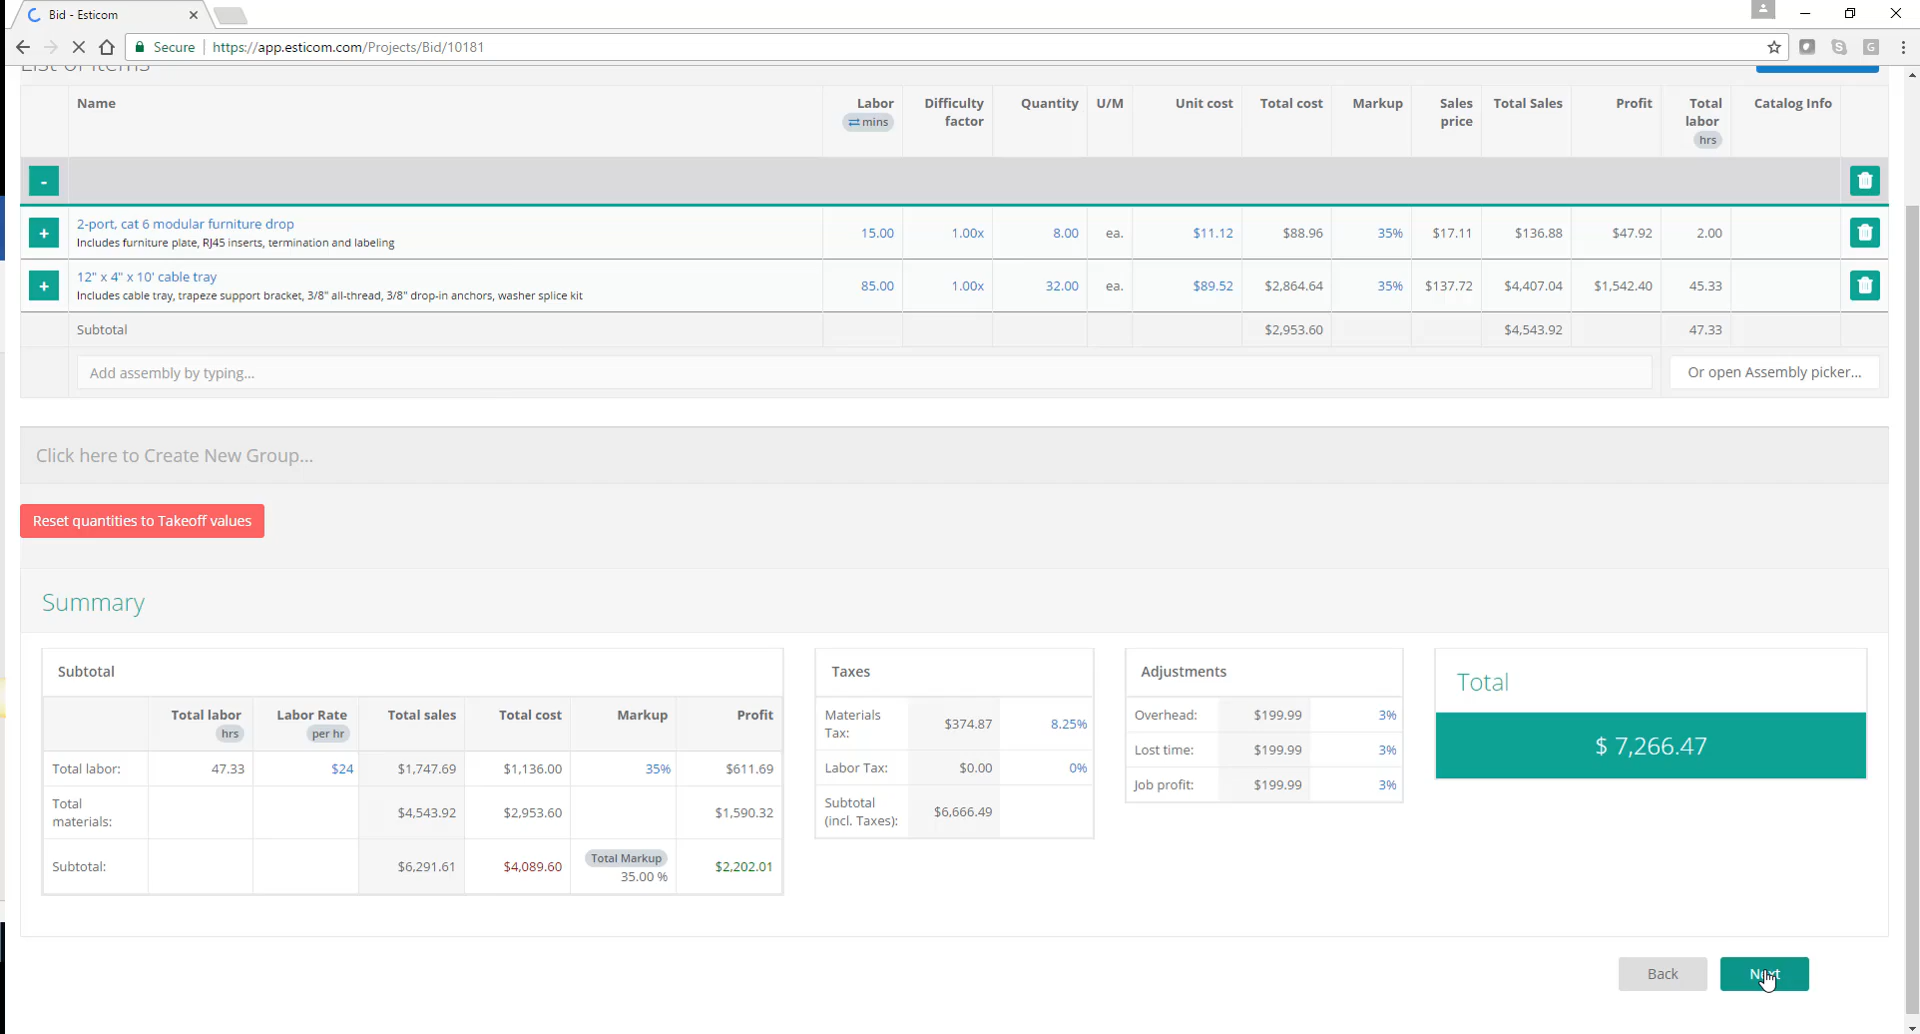 Bid - Esticom
Secure https://app.esticom.com/Projects/Bid/10181
List of Items
Name Labor Difficulty Quantity U/M Unit cost Total cost Markup Sales Total Sales Profit Total Catalog Info
mins factor price labor
hrs
-
+ 2-port, cat 6 modular furniture drop 15.00 1.00x 8.00 ea. $11.12 $88.96 35% $17.11 $136.88 $47.92 2.00
Includes furniture plate, RJ45 inserts, termination and labeling
+ 12" x 4" x 10' cable tray 85.00 1.00x 32.00 ea. $89.52 $2,864.64 35% $137.72 $4,407.04 $1,542.40 45.33
Includes cable tray, trapeze support bracket, 3/8" all-thread, 3/8" drop-in anchors, washer splice kit
Subtotal $2,953.60 $4,543.92 47.33
Add assembly by typing... Or open Assembly picker...
Click here to Create New Group...
Reset quantities to Takeoff values
Summary
Subtotal
Total labor Labor Rate Total sales Total cost Markup Profit
hrs per hr
Total labor: 47.33 $24 $1,747.69 $1,136.00 35% $611.69
Total
materials: $4,543.92 $2,953.60 $1,590.32
Subtotal: $6,291.61 $4,089.60 Total Markup $2,202.01
35.00 %
Taxes
Materials
Tax: $374.87 8.25%
Labor Tax: $0.00 0%
Subtotal
(incl. Taxes): $6,666.49
Adjustments
Overhead: $199.99 3%
Lost time: $199.99 3%
Job profit: $199.99 3%
Total
$ 7,266.47
Back Next